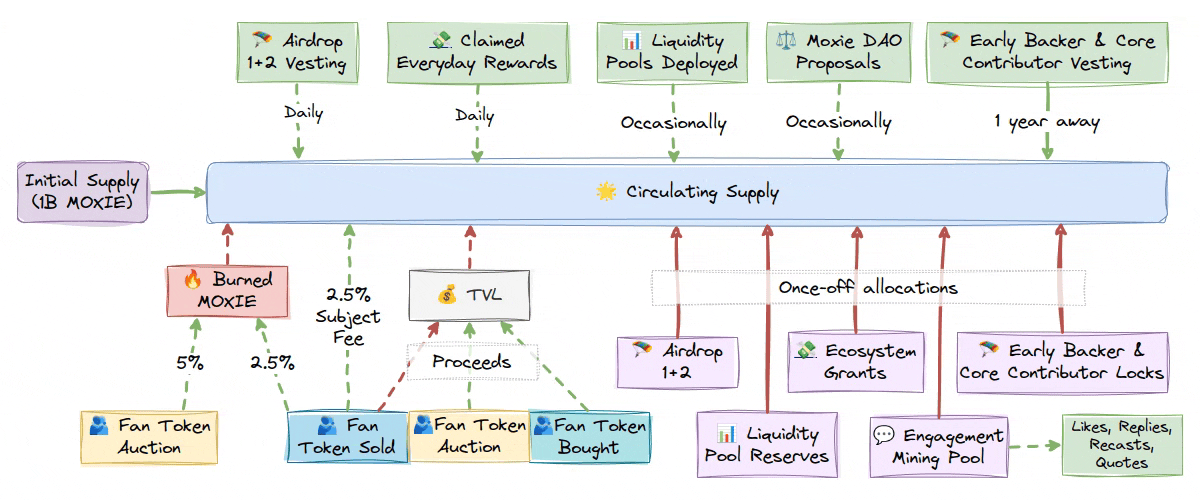 Airdrop
1+2 Vesting
Claimed
Everyday Rewards
Liquidity
Pools Deployed
Moxie DAO
Proposals
Early Backer & Core
Contributor Vesting
Daily
Daily
Occasionally
Occasionally
1 year away
Initial Supply
(1B MOXIE)
Circulating Supply
Burned
MOXIE
2.5%
Subject
Fee
TVL
Once-off allocations
5%
2.5%
Proceeds
Airdrop
1+2
Ecosystem
Grants
Early Backer &
Core Contributor Locks
Fan Token
Auction
Fan
Token Sold
Fan Token
Auction
Fan Token
Bought
Liquidity
Pool Reserves
Engagement
Mining Pool
Likes, Replies,
Recasts,
Quotes